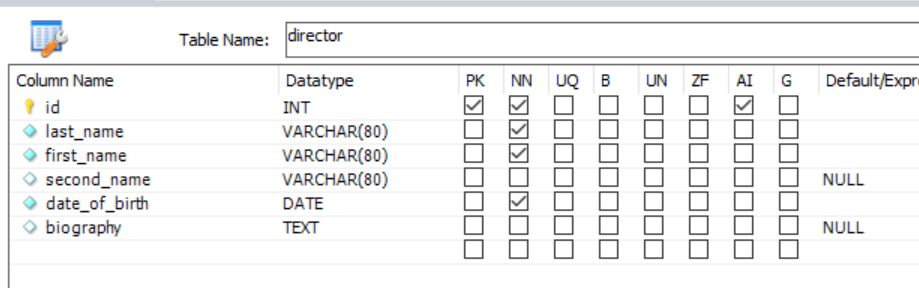 Table Name: director
Column Name Datatype PK NN UQ B UN ZF AI G Default/Expr
id INT
last_name VARCHAR(80)
first_name VARCHAR(80)
second_name VARCHAR(80) NULL
date_of_birth DATE
biography TEXT NULL